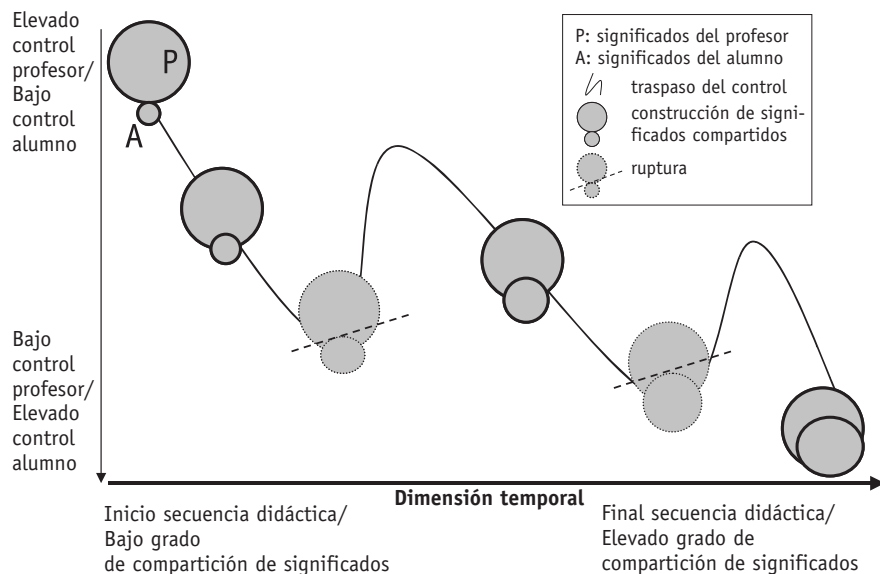 Elevado
control
profesor/
Bajo
control
alumno
P
A
P: significados del profesor
A: significados del alumno
traspaso del control
construcción de signi-
ficados compartidos
ruptura
Bajo
control
profesor/
Elevado
control
alumno
Dimensión temporal
Inicio secuencia didáctica/
Bajo grado
de compartición de significados
Final secuencia didáctica/
Elevado grado de
compartición de significados